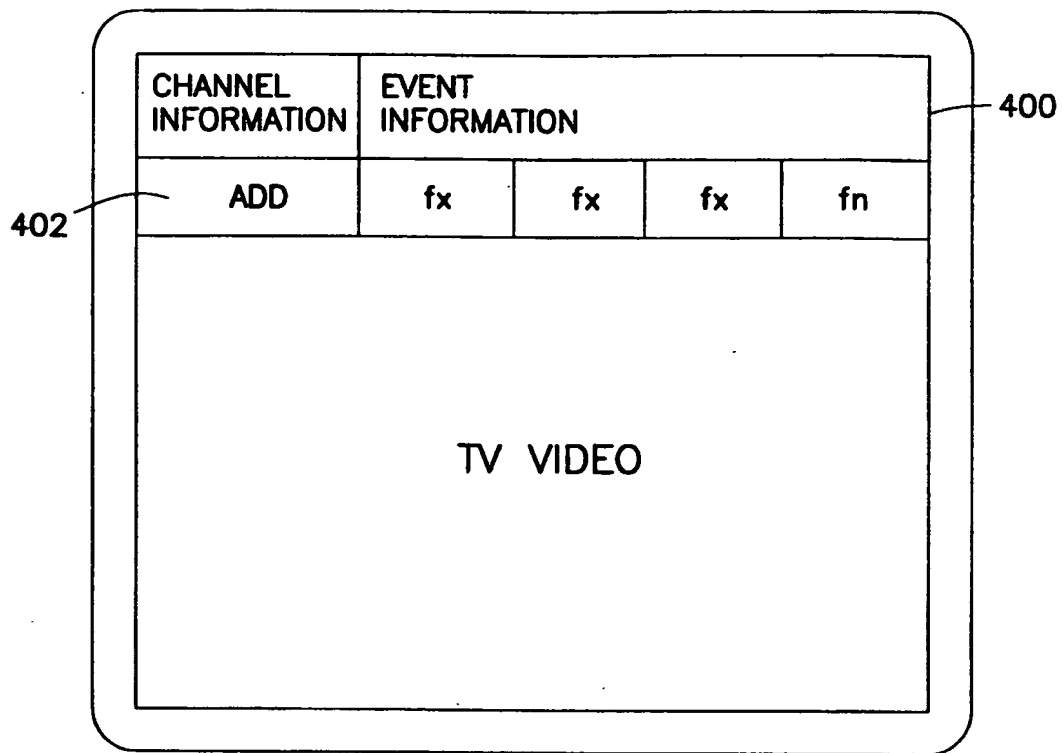 CHANNEL INFORMATION
EVENT INFORMATION
400
402
ADD fx fx fx fn
TV VIDEO